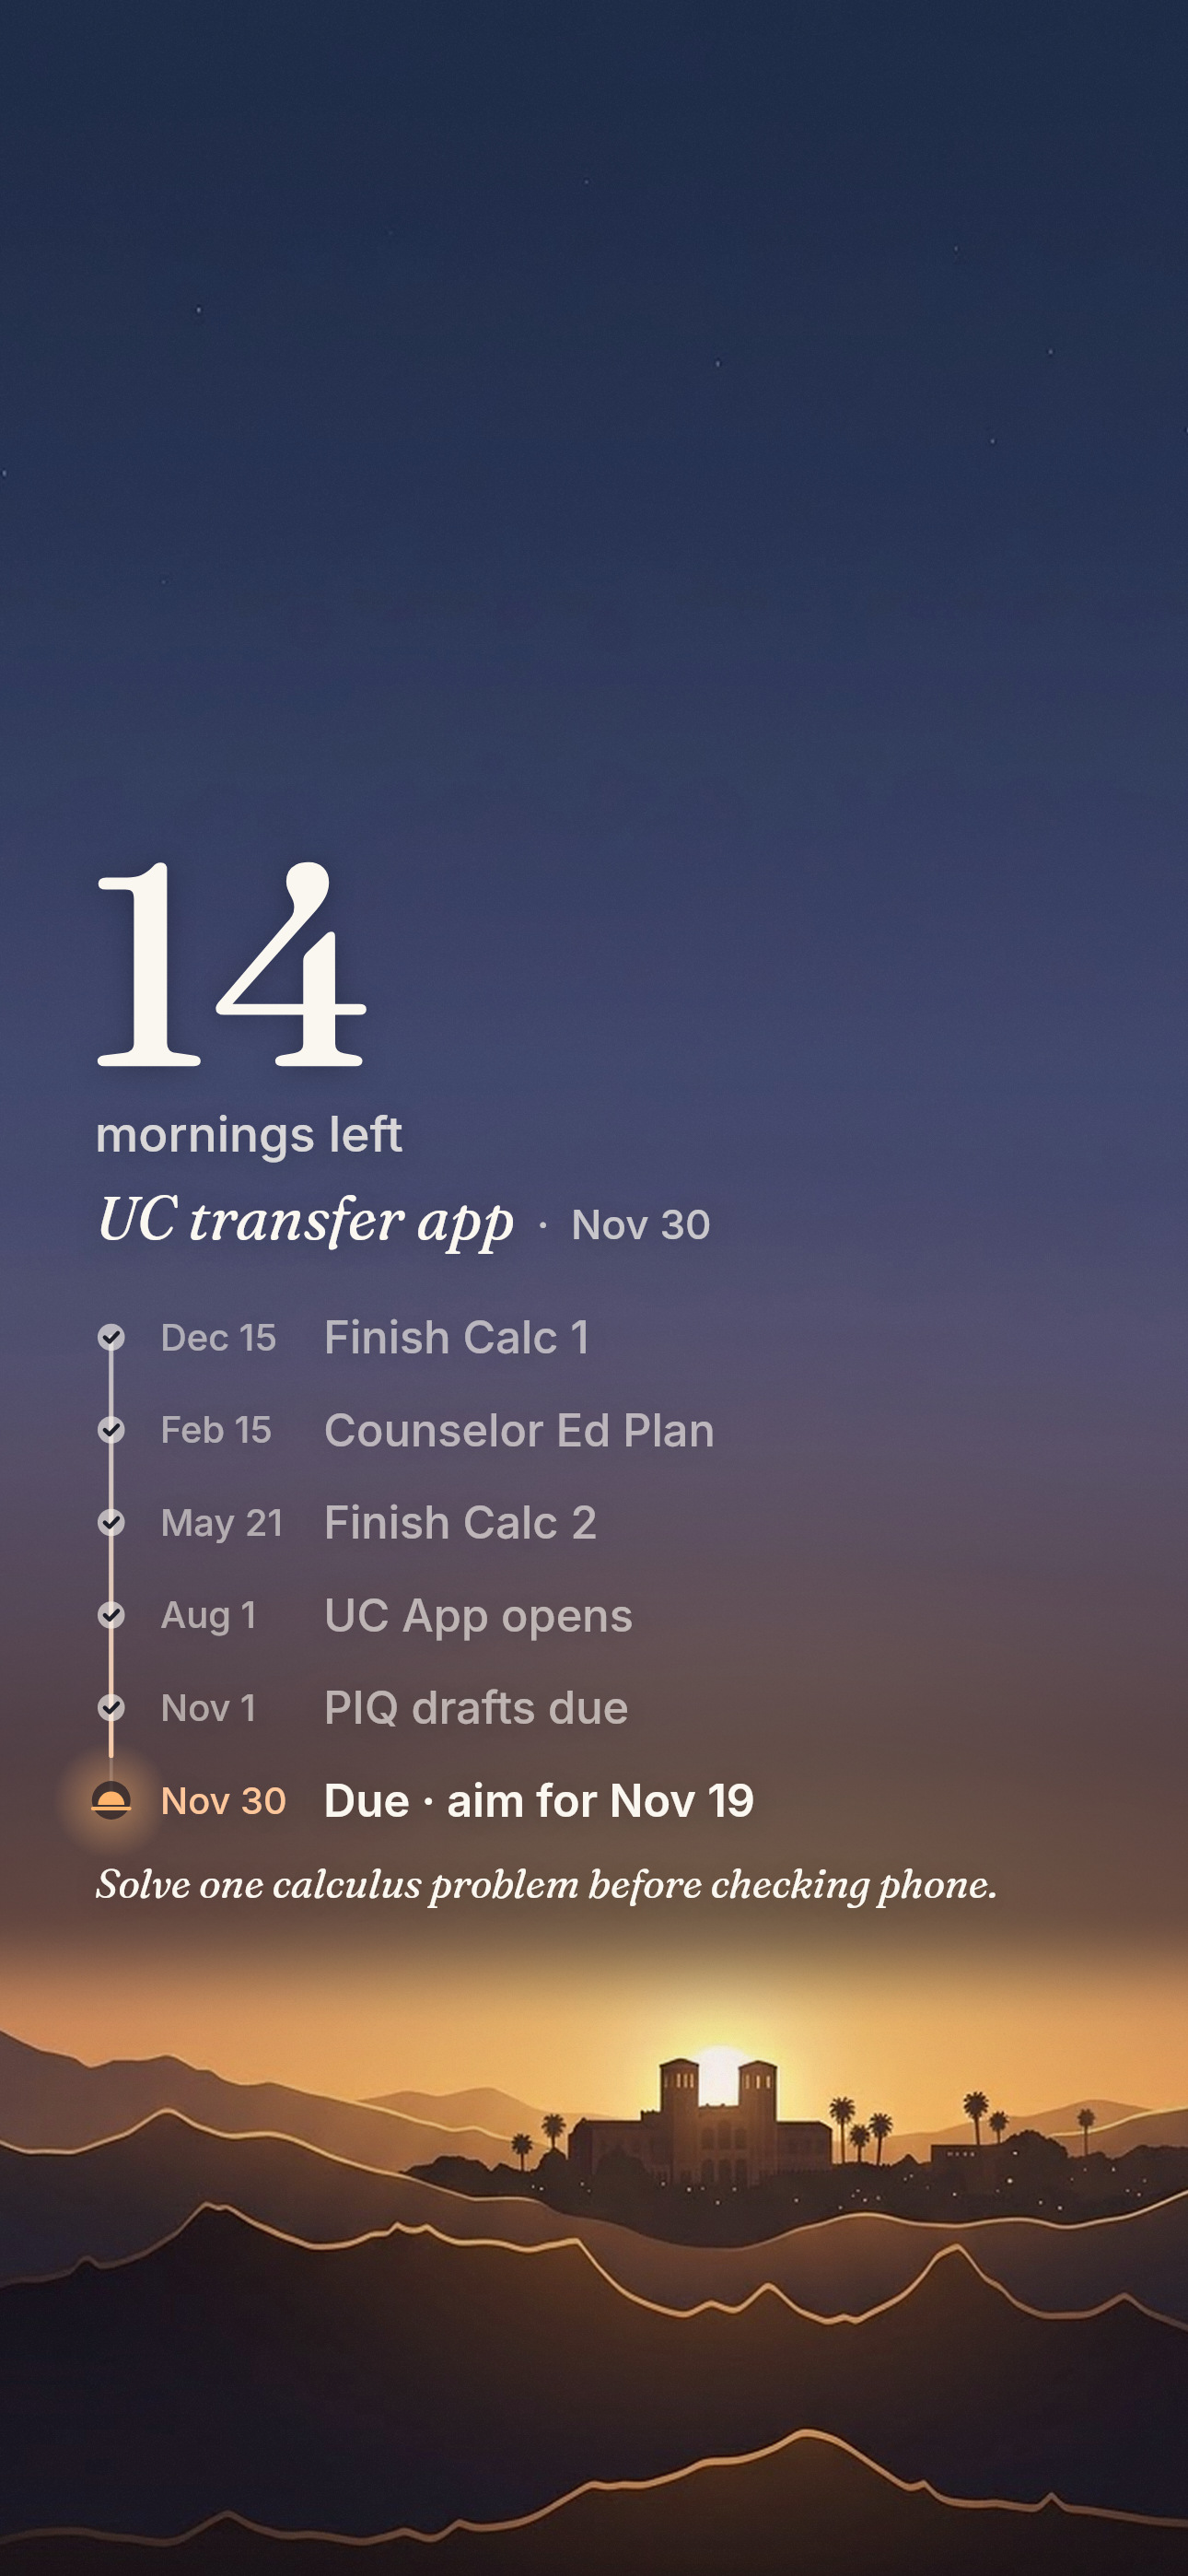 14
mornings left
UC transfer app · Nov 30
Dec 15 Finish Calc 1
Feb 15 Counselor Ed Plan
May 21 Finish Calc 2
Aug 1 UC App opens
Nov 1 PIQ drafts due
Nov 30 Due · aim for Nov 19
Solve one calculus problem before checking phone.